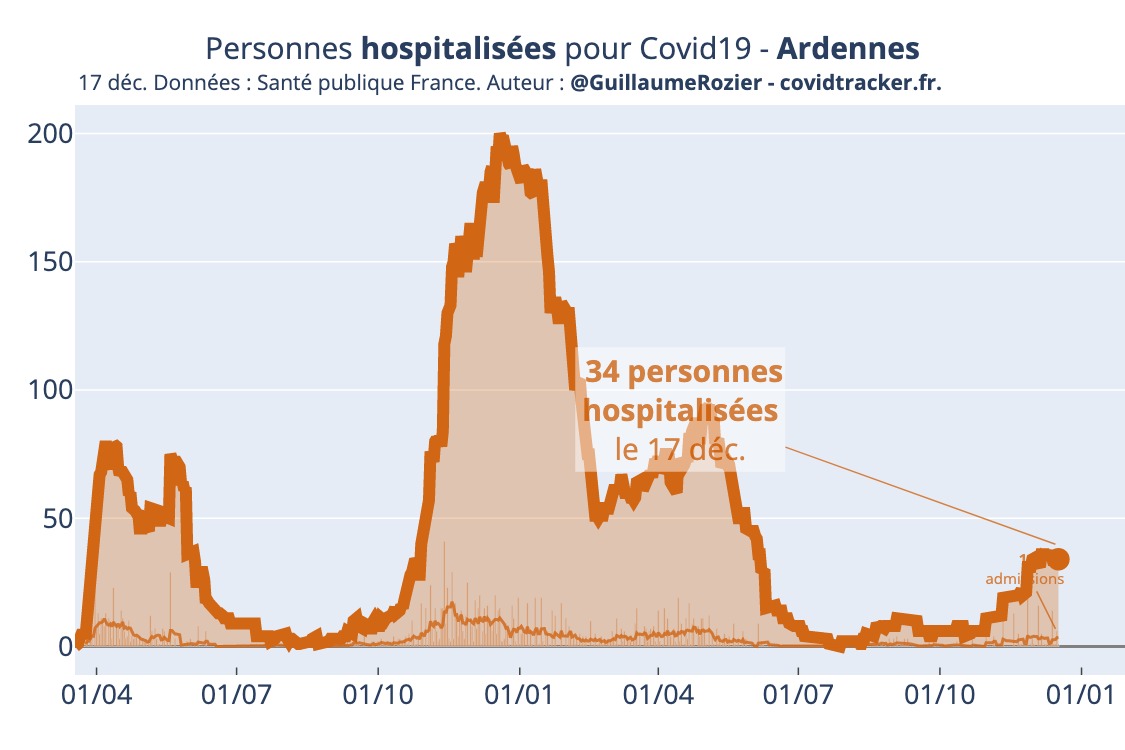 Personnes hospitalisées pour Covid19 - Ardennes
17 déc. Données : Santé publique France. Auteur : @GuillaumeRozier - covidtracker.fr.
200
150
100
50
0
34 personnes
hospitalisées
le 17 déc.
admissions
01/04 01/07 01/10 01/01 01/04 01/07 01/10 01/01